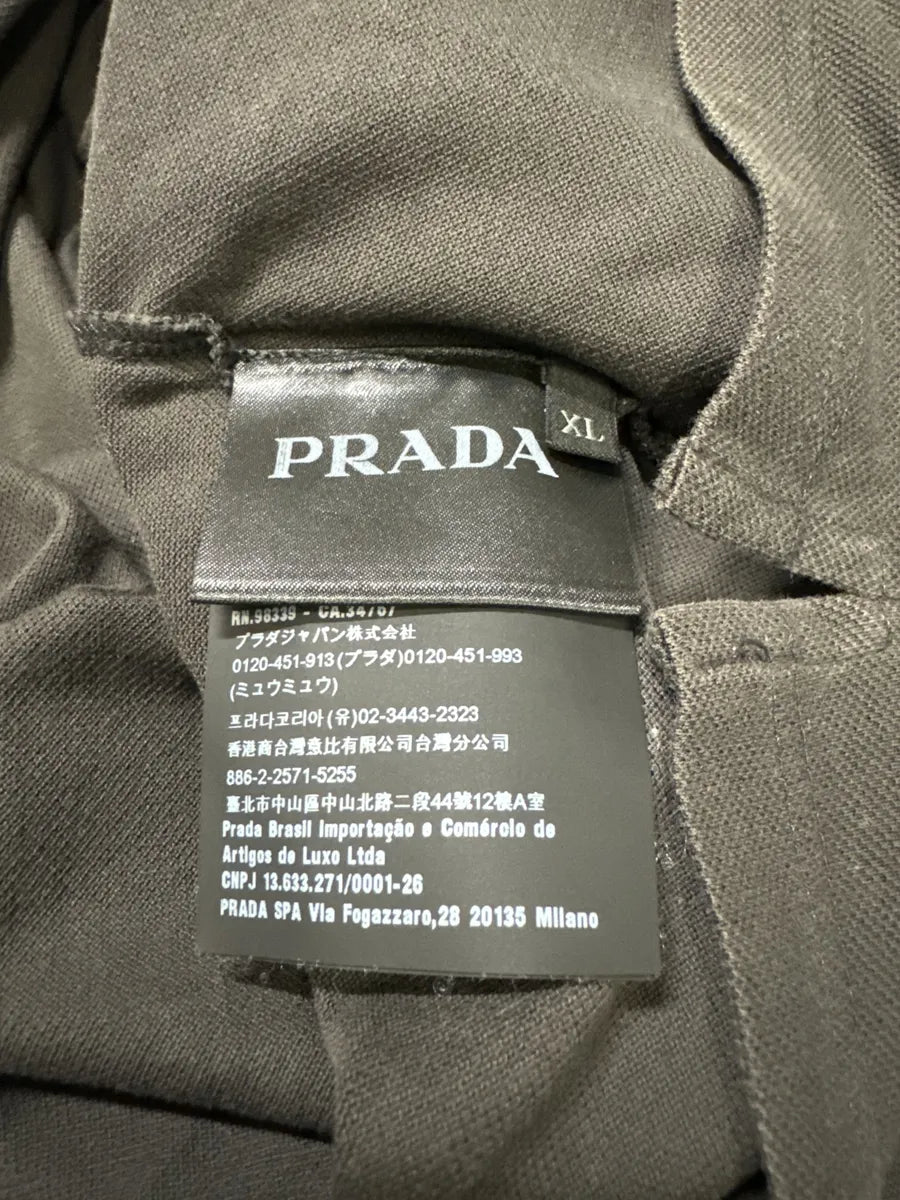 PRADA
XL
RN.98339 - CA.34767
プラダジャパン株式会社
0120-451-913(プラダ)0120-451-993
(ミュウミュウ)
프라다코리아(유)02-3443-2323
香港商台灣意比有限公司台灣分公司
886-2-2571-5255
臺北市中山區中山北路二段44號12樓A室
Prada Brasil Importação e Comércio de
Artigos de Luxo Ltda
CNPJ 13.633.271/0001-26
PRADA SPA Via Fogazzaro,28 20135 Milano